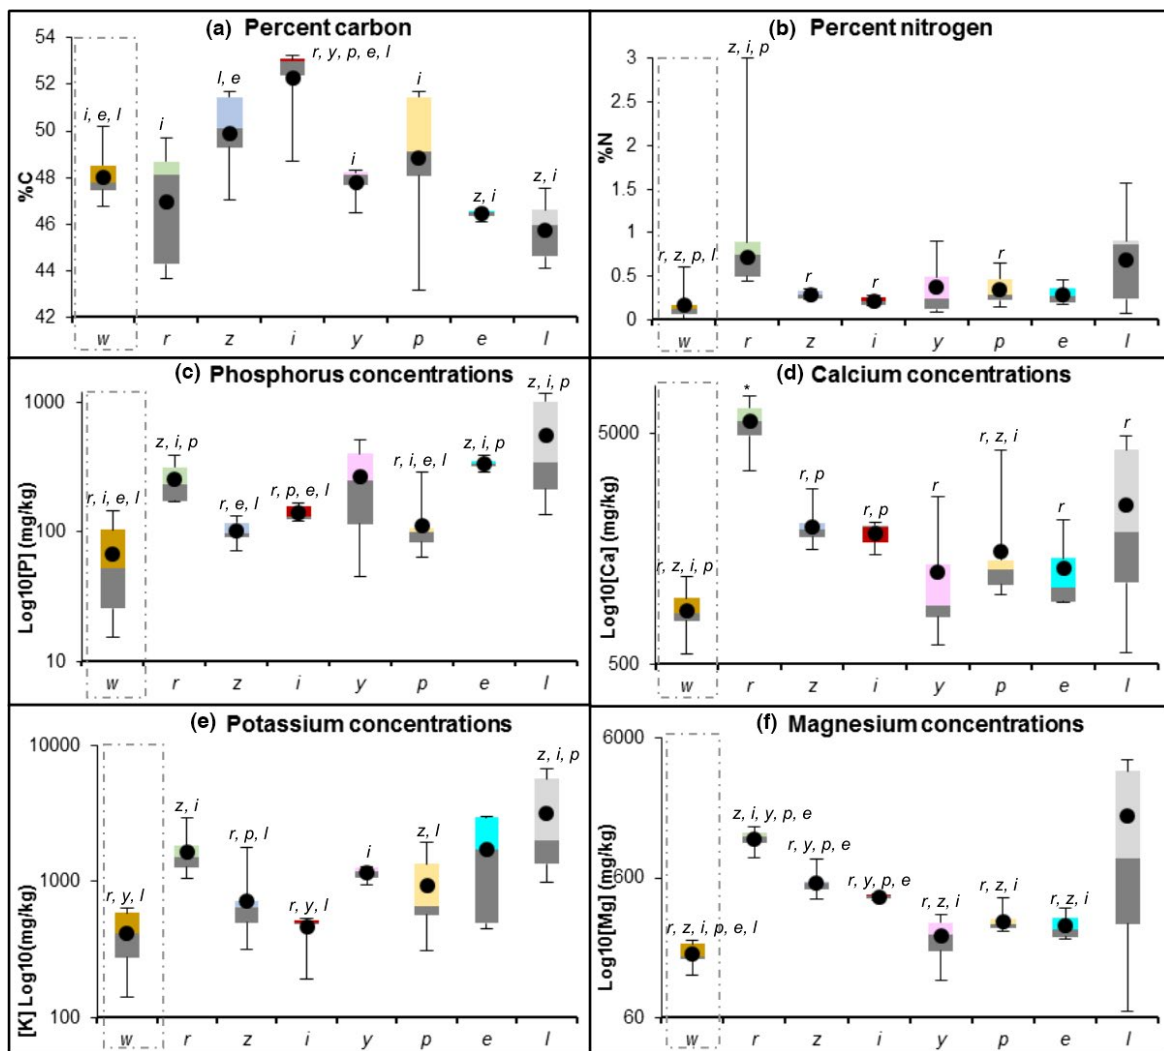 (a) Percent carbon
54
52
50
48
46
44
42
%C
i, e, l
i
l, e
r, y, p, e, l
i
i
z, i
z, i
w r z i y p e l
(b) Percent nitrogen
3
2.5
2
1.5
1
0.5
0
%N
r, z, p, l
z, i, p
r
r
r
w r z i y p e l
(c) Phosphorus concentrations
1000
100
10
Log10[P] (mg/kg)
r, i, e, l
z, i, p
r, e, l
r, p, e, l
r, i, e, l
z, i, p
z, i, p
w r z i y p e l
(d) Calcium concentrations
5000
500
Log10[Ca] (mg/kg)
r, z, i, p
*
r, p
r, p
r
r, z, i
r
r
w r z i y p e l
(e) Potassium concentrations
10000
1000
100
[K] Log10(mg/kg)
r, y, l
z, i
r, p, l
r, y, l
i
z, l
z, i, p
w r z i y p e l
(f) Magnesium concentrations
6000
600
60
Log10[Mg] (mg/kg)
r, z, i, p, e, l
z, i, y, p, e
r, y, p, e
r, y, p, e
r, z, i
r, z, i
r, z, i
w r z i y p e l